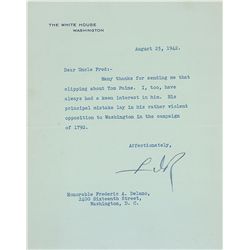 THE WHITE HOUSE
WASHINGTON
August 25, 1942.
Dear Uncle Fred:-
Many thanks for sending me that
clipping about Tom Paine. I, too, have
always had a keen interest in him. His
principal mistake lay in his rather violent
opposition to Washington in the campaign
of 1792.
Affectionately,
Honorable Frederic A. Delano,
2400 Sixteenth Street,
Washington, D. C.